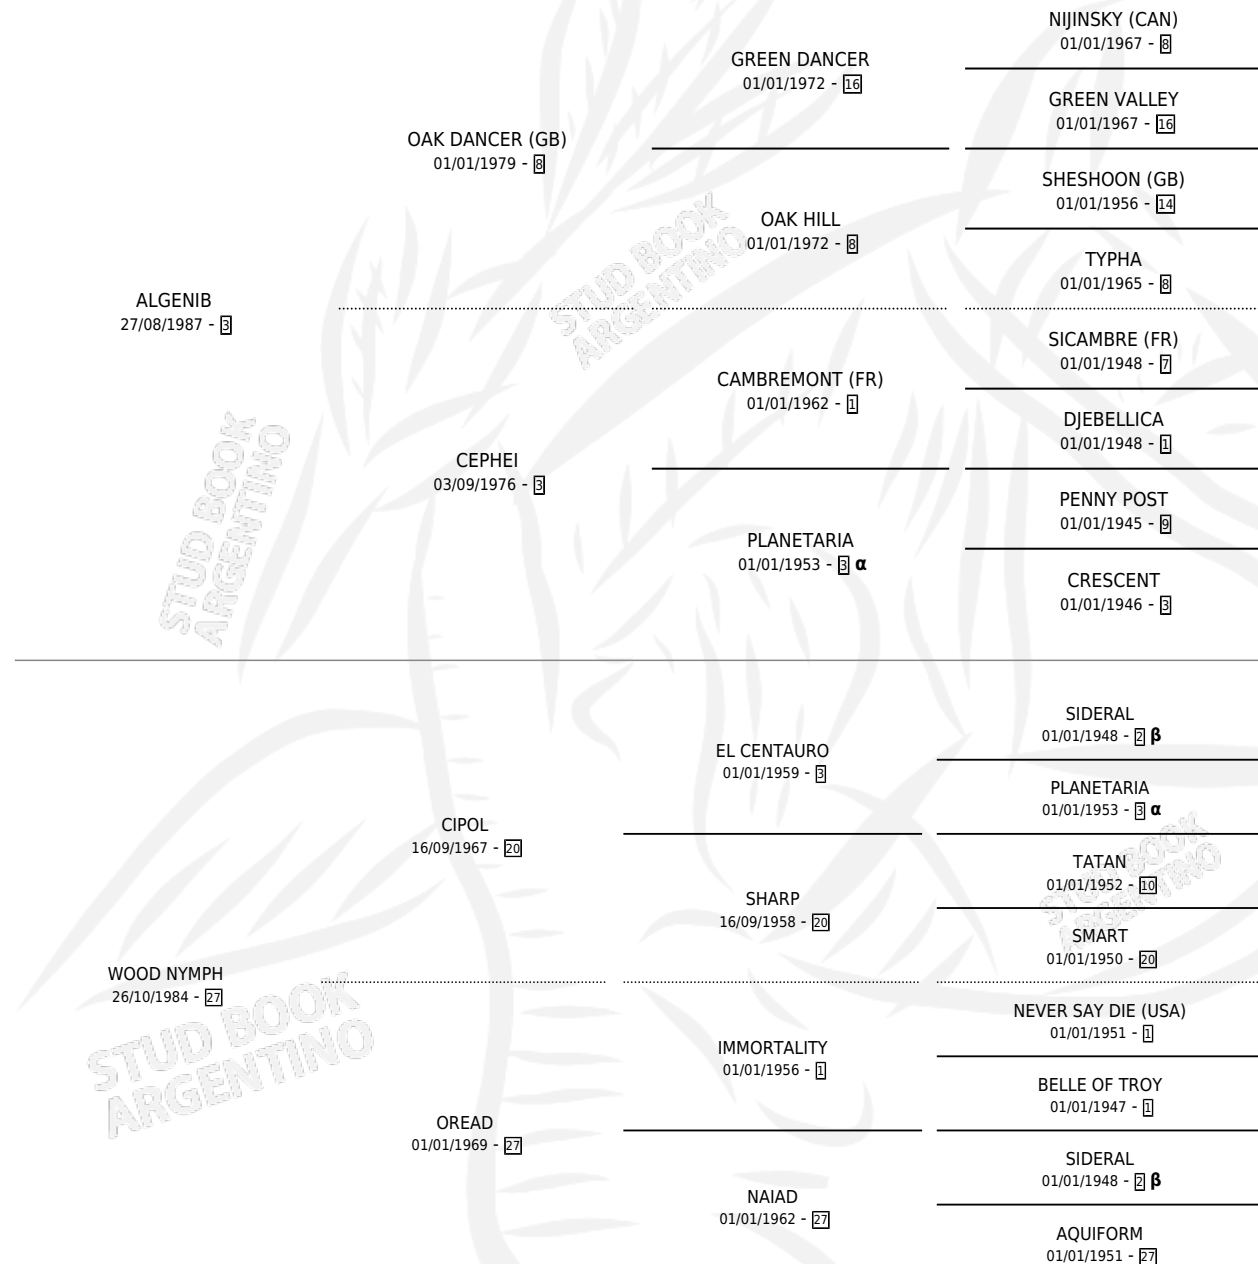 NIJINSKY (CAN)
01/01/1967 - 8
GREEN DANCER
01/01/1972 - 16
GREEN VALLEY
01/01/1967 - 16
OAK DANCER (GB)
01/01/1979 - 8
SHESHOON (GB)
01/01/1956 - 14
OAK HILL
01/01/1972 - 8
TYPHA
01/01/1965 - 8
ALGENIB
27/08/1987 - 3
SICAMBRE (FR)
01/01/1948 - 7
CAMBREMONT (FR)
01/01/1962 - 1
DJEBELLICA
01/01/1948 - 1
CEPHEI
03/09/1976 - 3
PENNY POST
01/01/1945 - 9
PLANETARIA
01/01/1953 - 3 α
CRESCENT
01/01/1946 - 3
SIDERAL
01/01/1948 - 2 β
EL CENTAURO
01/01/1959 - 3
PLANETARIA
01/01/1953 - 3 α
CIPOL
16/09/1967 - 20
TATAN
01/01/1952 - 10
SHARP
16/09/1958 - 20
SMART
01/01/1950 - 20
WOOD NYMPH
26/10/1984 - 27
NEVER SAY DIE (USA)
01/01/1951 - 1
IMMORTALITY
01/01/1956 - 1
BELLE OF TROY
01/01/1947 - 1
OREAD
01/01/1969 - 27
SIDERAL
01/01/1948 - 2 β
NAIAD
01/01/1962 - 27
AQUIFORM
01/01/1951 - 27
STUD BOOK
ARGENTINO
STUD BOOK
ARGENTINO
STUD BOOK
ARGENTINO
STUD BOOK
ARGENTINO